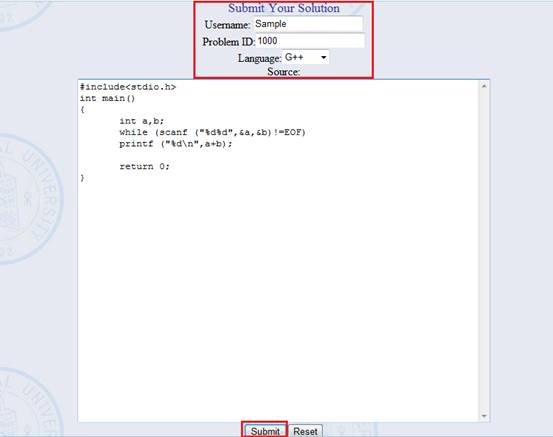 Submit Your Solution
Username: Sample
Problem ID: 1000
Language: G++
Source:
#include<stdio.h>
int main()
{
int a,b;
while (scanf ("%d%d",&a,&b)!=EOF)
printf ("%d\n",a+b);
return 0;
}
Submit Reset